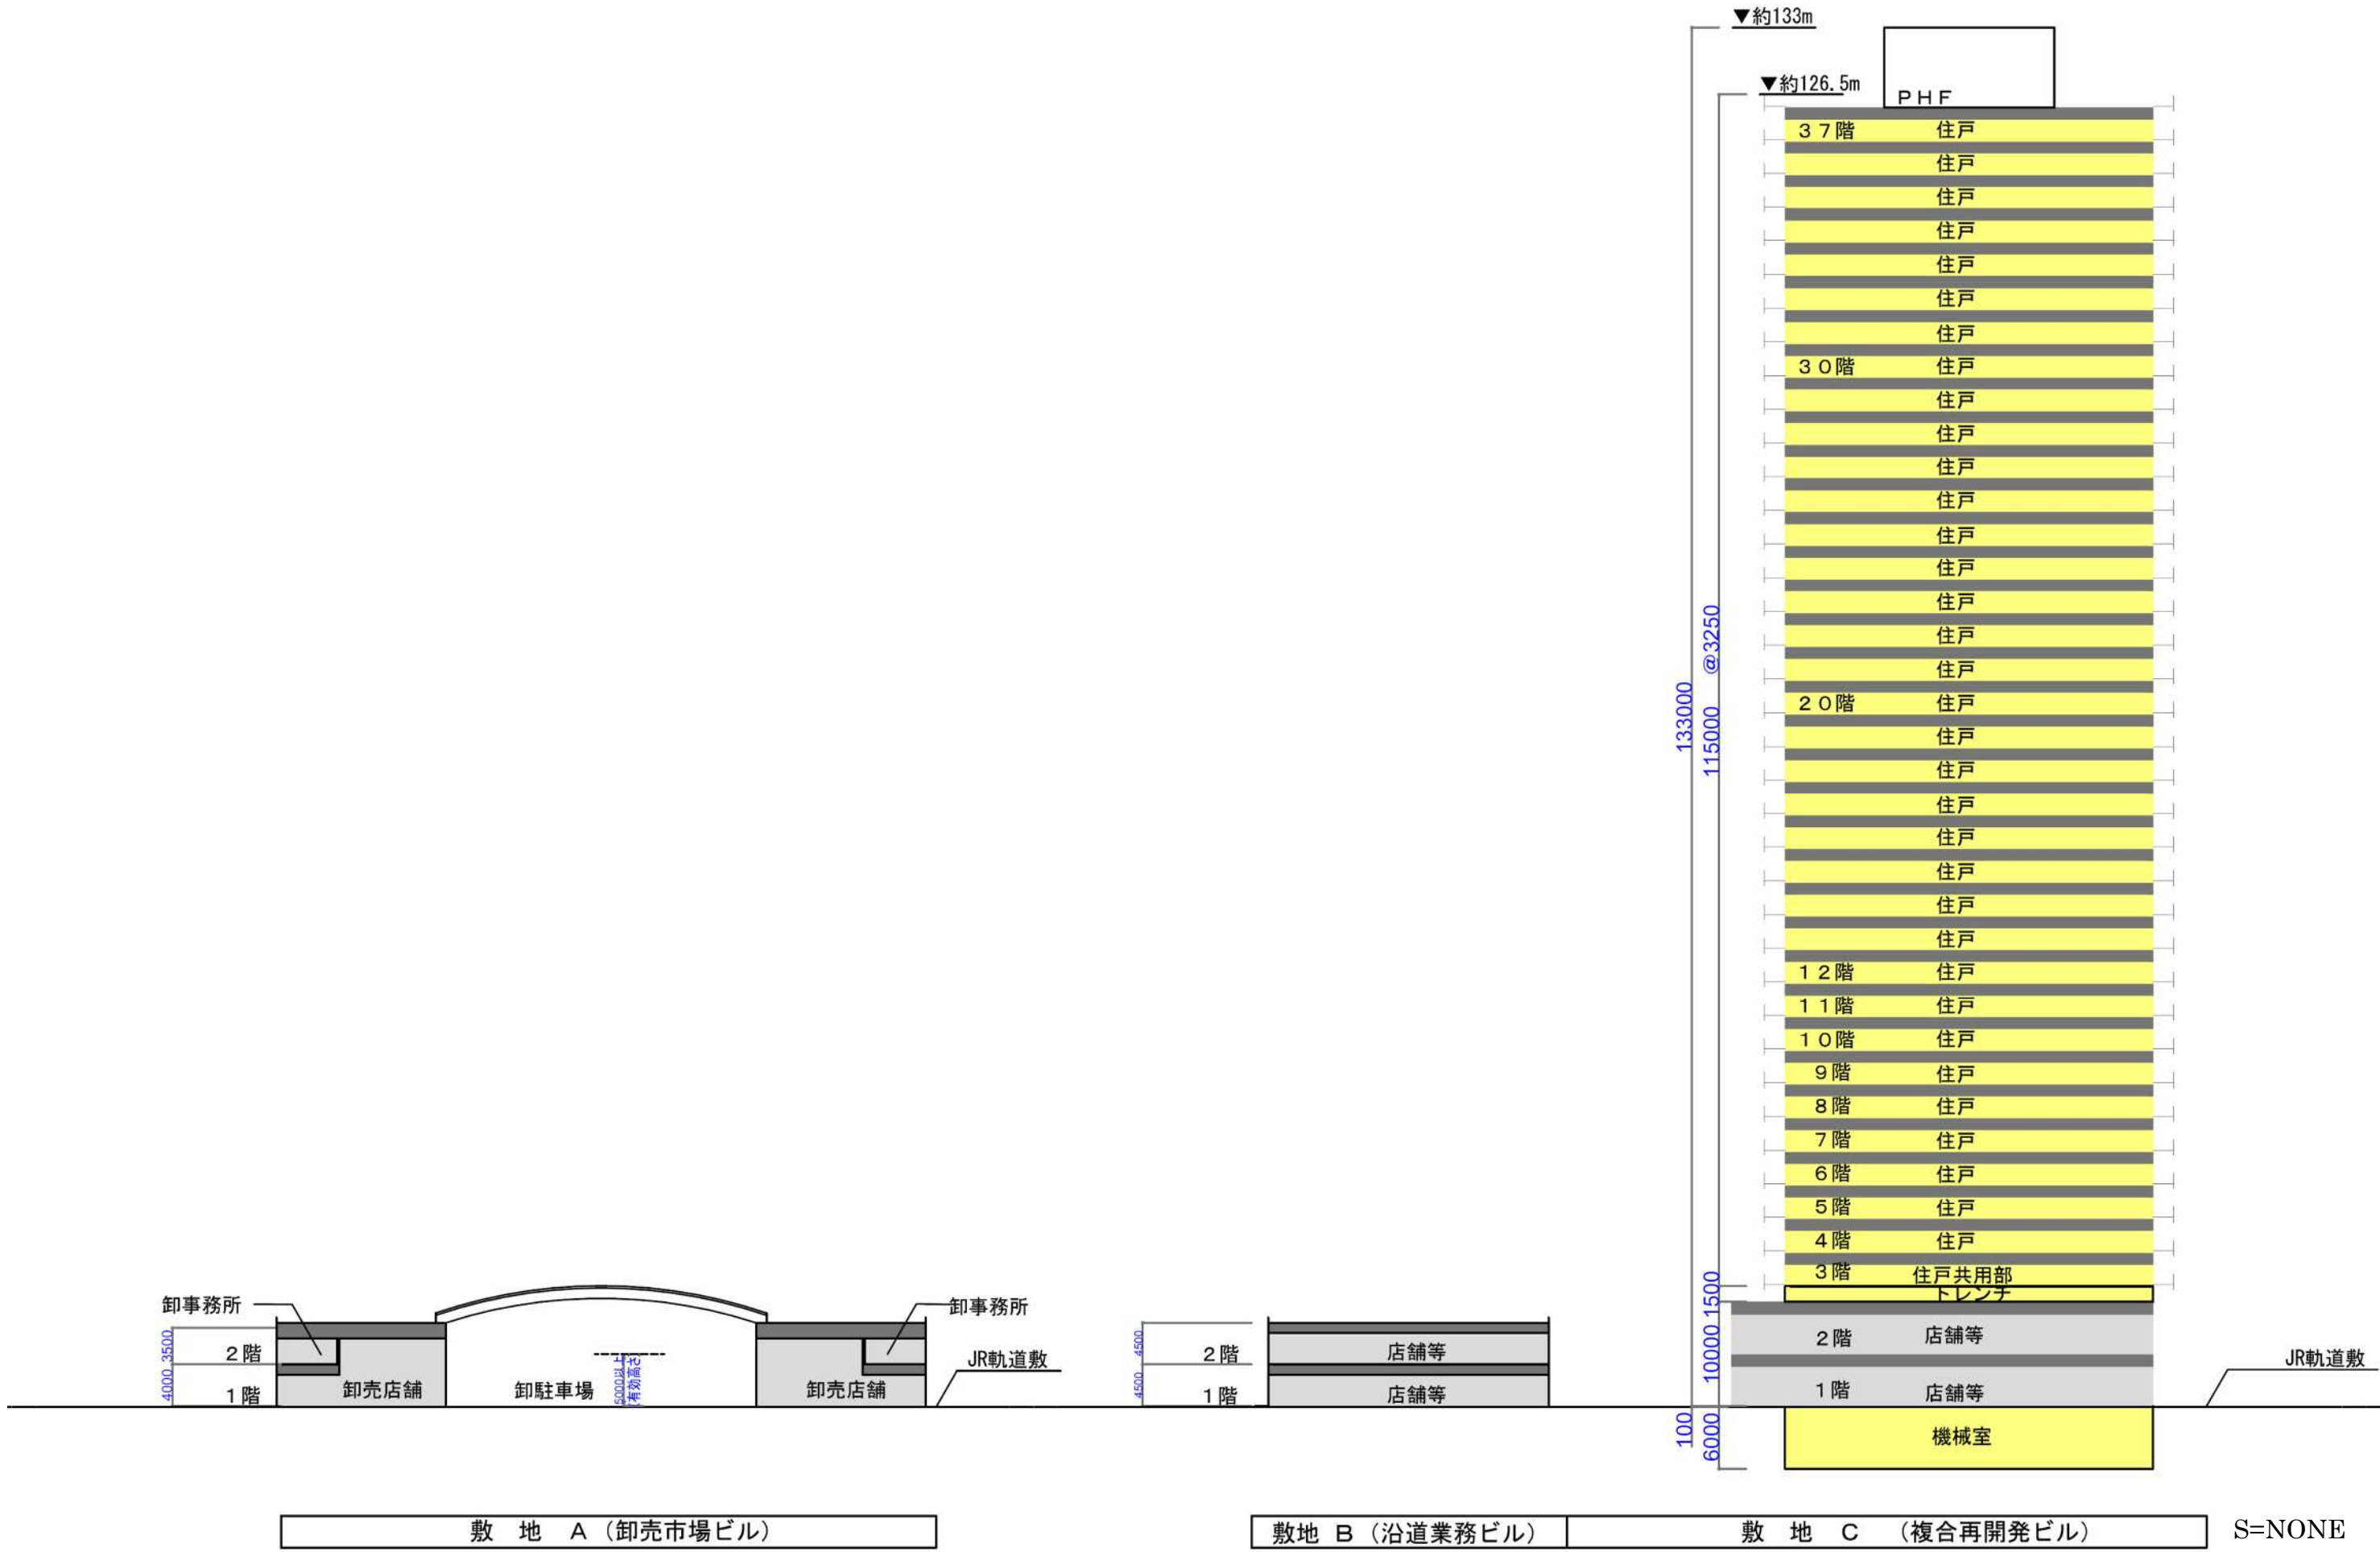 ▼約133m
▼約126.5m
ＰＨＦ
３７階 住戸
住戸
住戸
住戸
住戸
住戸
住戸
３０階 住戸
住戸
住戸
住戸
住戸
住戸
住戸
住戸
住戸
住戸
２０階 住戸
住戸
住戸
住戸
住戸
住戸
住戸
住戸
１２階 住戸
１１階 住戸
１０階 住戸
９階 住戸
８階 住戸
７階 住戸
６階 住戸
５階 住戸
４階 住戸
３階 住戸共用部
トレンチ
２階 店舗等
１階 店舗等
機械室
133000
115000 @3250
1500
10000
100
6000
JR軌道敷
卸事務所
卸事務所
3500
4000
２階
１階
卸売店舗
卸駐車場
5000以上
(有効高さ)
卸売店舗
JR軌道敷
4500
4500
２階 店舗等
１階 店舗等
敷 地 Ａ（卸売市場ビル）
敷地 Ｂ（沿道業務ビル）
敷 地 Ｃ （複合再開発ビル）
S=NONE